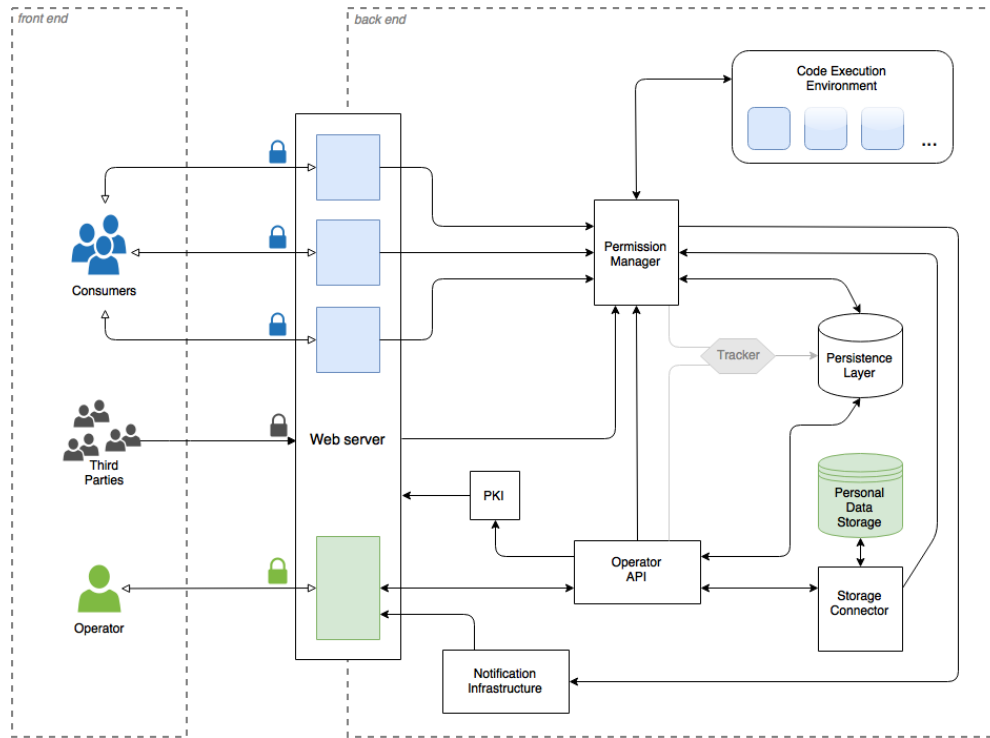 front end
back end
Code Execution
Environment
...
Permission
Manager
Consumers
Tracker
Persistence
Layer
Web server
Third
Parties
PKI
Personal
Data
Storage
Operator
API
Storage
Connector
Operator
Notification
Infrastructure